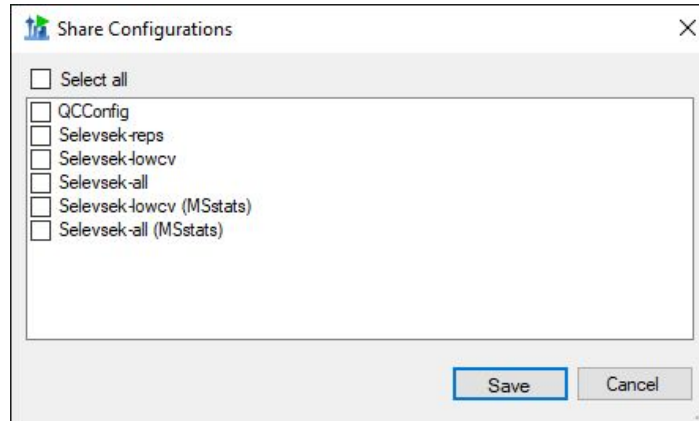 Share Configurations
Select all
QCConfig
Selevsek-reps
Selevsek-lowcv
Selevsek-all
Selevsek-lowcv (MSstats)
Selevsek-all (MSstats)
Save Cancel